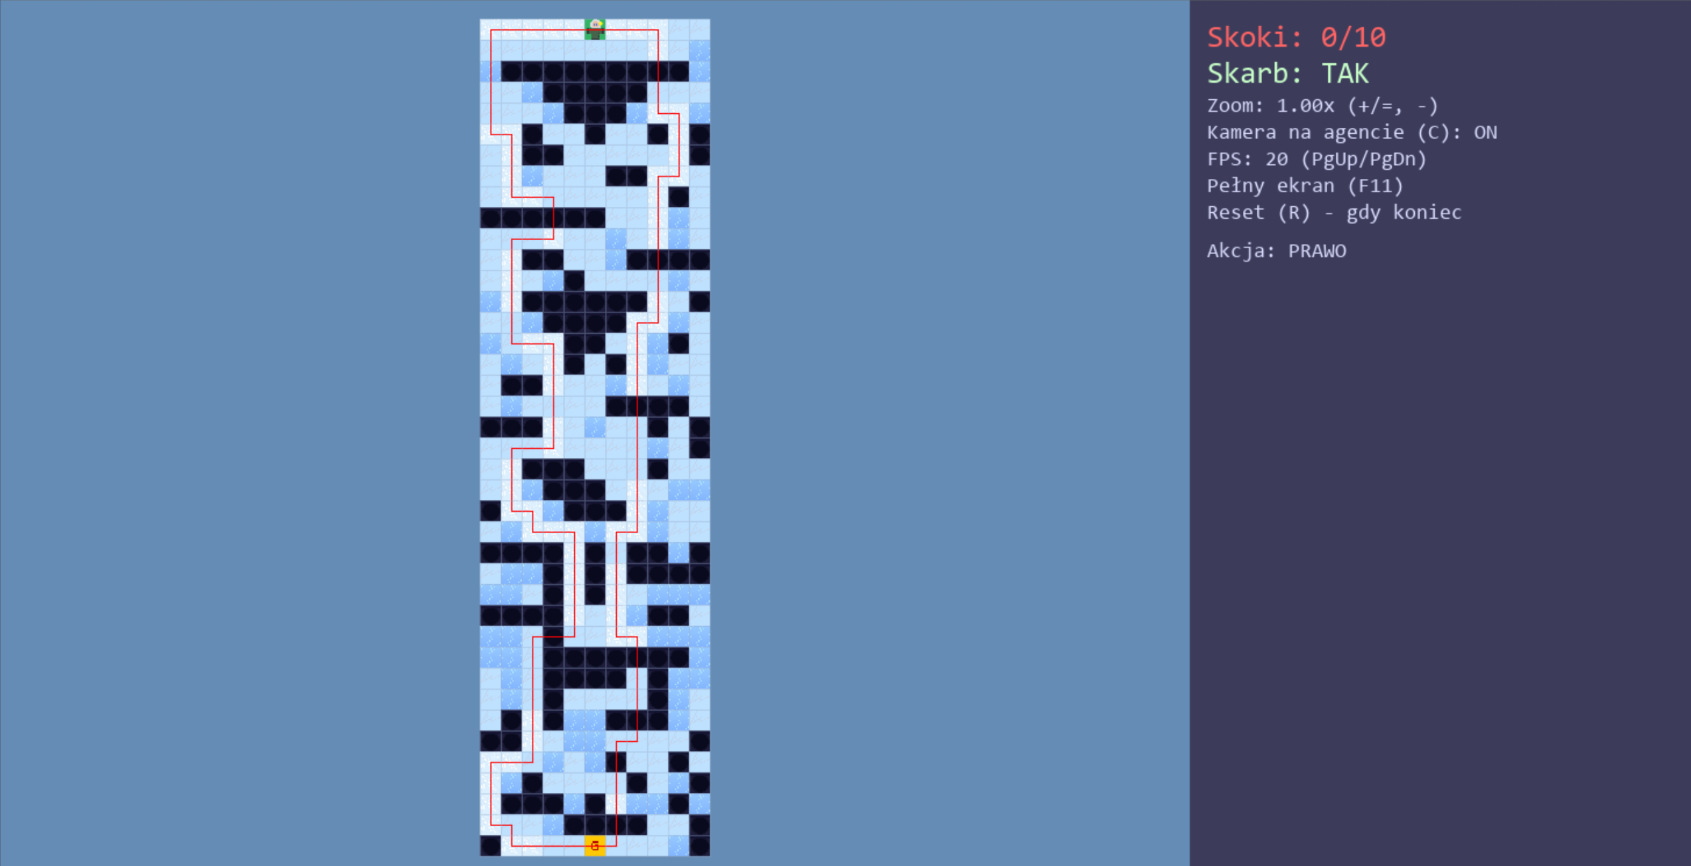 Skoki: 0/10
Skarb: TAK
Zoom: 1.00x (+/=, -)
Kamera na agencie (C): ON
FPS: 20 (PgUp/PgDn)
Pełny ekran (F11)
Reset (R) - gdy koniec
Akcja: PRAWO
G